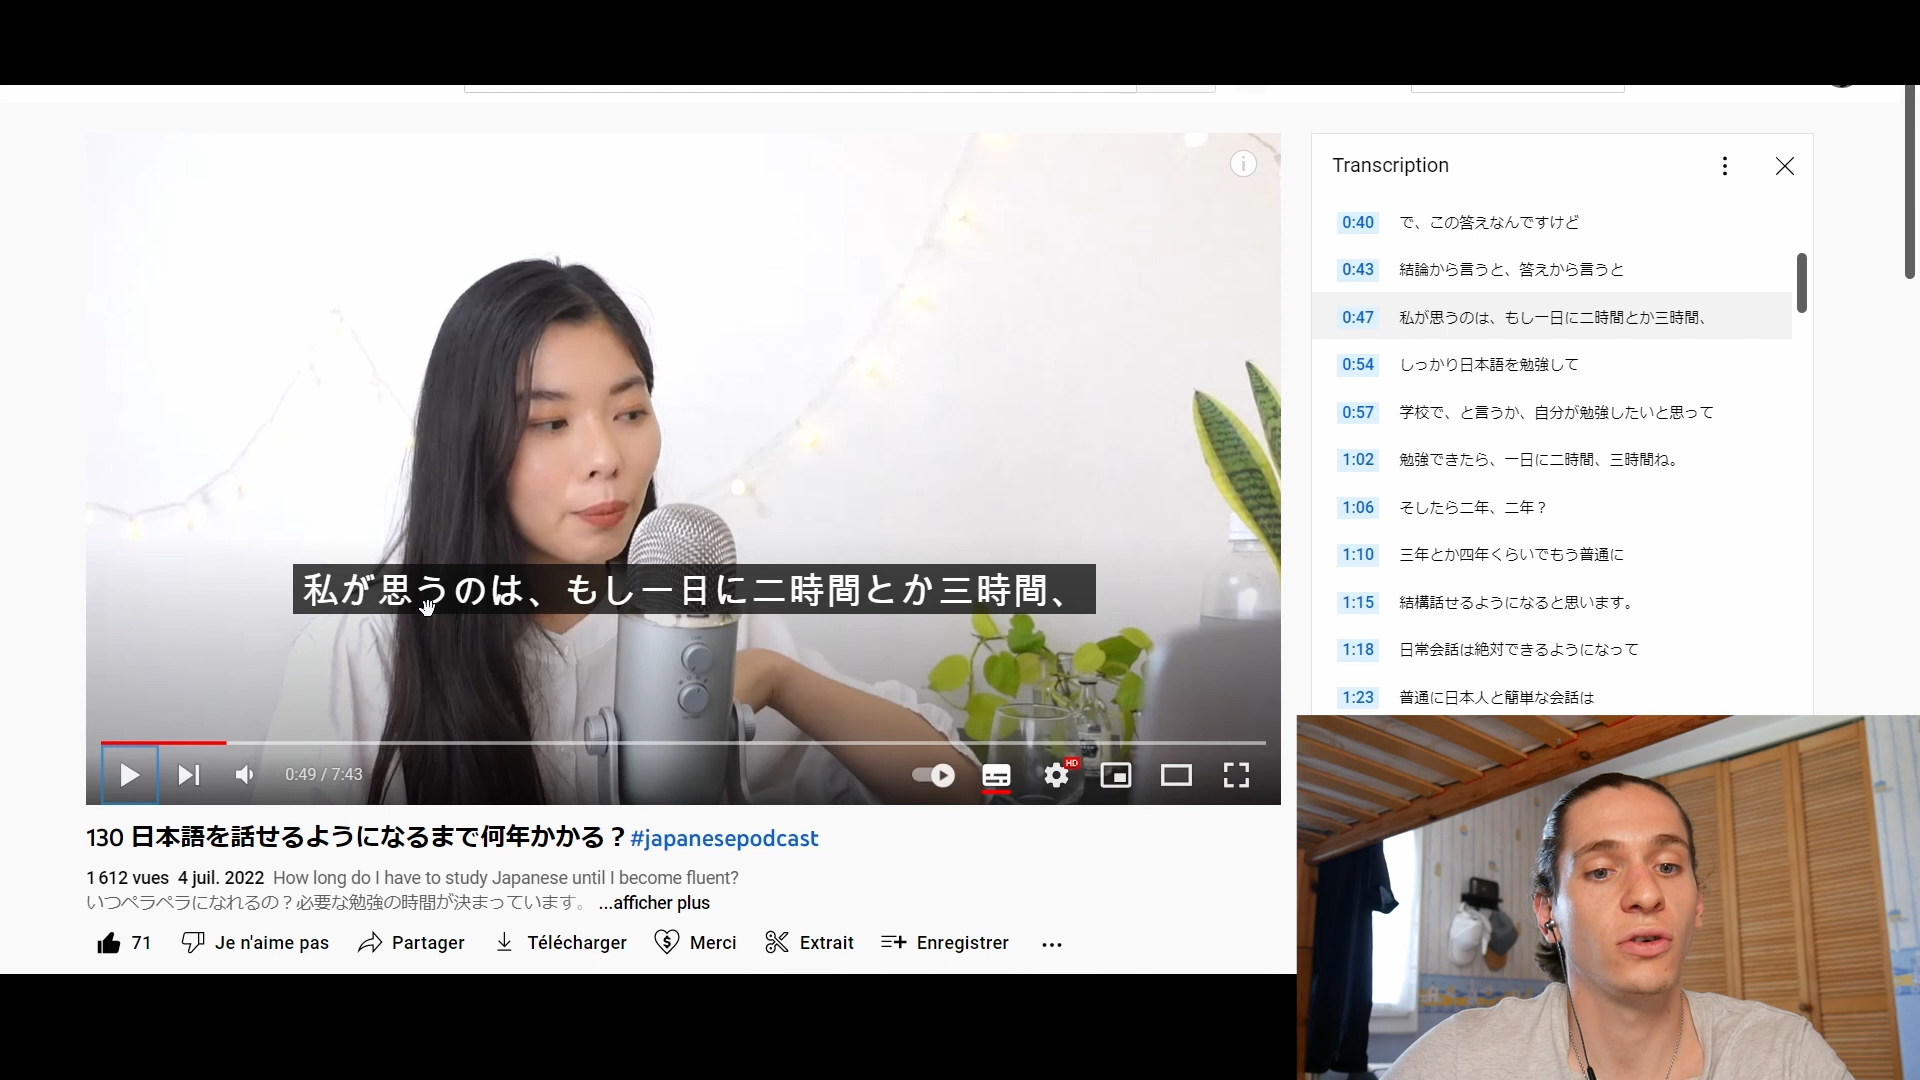 Transcription
0:40 で、この答えなんですけど
0:43 結論から言うと、答えから言うと
0:47 私が思うのは、もし一日に二時間とか三時間、
0:54 しっかり日本語を勉強して
0:57 学校で、と言うか、自分が勉強したいと思って
1:02 勉強できたら、一日に二時間、三時間ね。
1:06 そしたら二年、二年？
1:10 三年とか四年くらいでもう普通に
1:15 結構話せるようになると思います。
1:18 日常会話は絶対できるようになって
1:23 普通に日本人と簡単な会話は
私が思うのは、もし一日に二時間とか三時間、
0:49 / 7:43
HD
130 日本語を話せるようになるまで何年かかる？#japanesepodcast
1 612 vues 4 juil. 2022 How long do I have to study Japanese until I become fluent?
いつペラペラになれるの？必要な勉強の時間が決まっています。 ...afficher plus
71 Je n'aime pas Partager Télécharger Merci Extrait Enregistrer